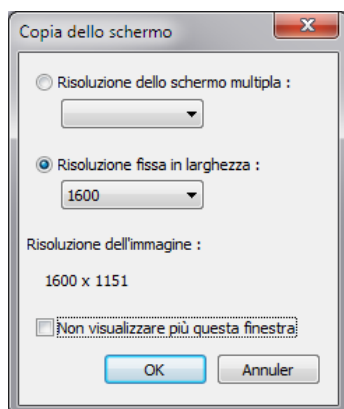 Copia dello schermo
Risoluzione dello schermo multipla :
Risoluzione fissa in larghezza :
1600
Risoluzione dell'immagine :
1600 x 1151
Non visualizzare più questa finestra
OK
Annuler